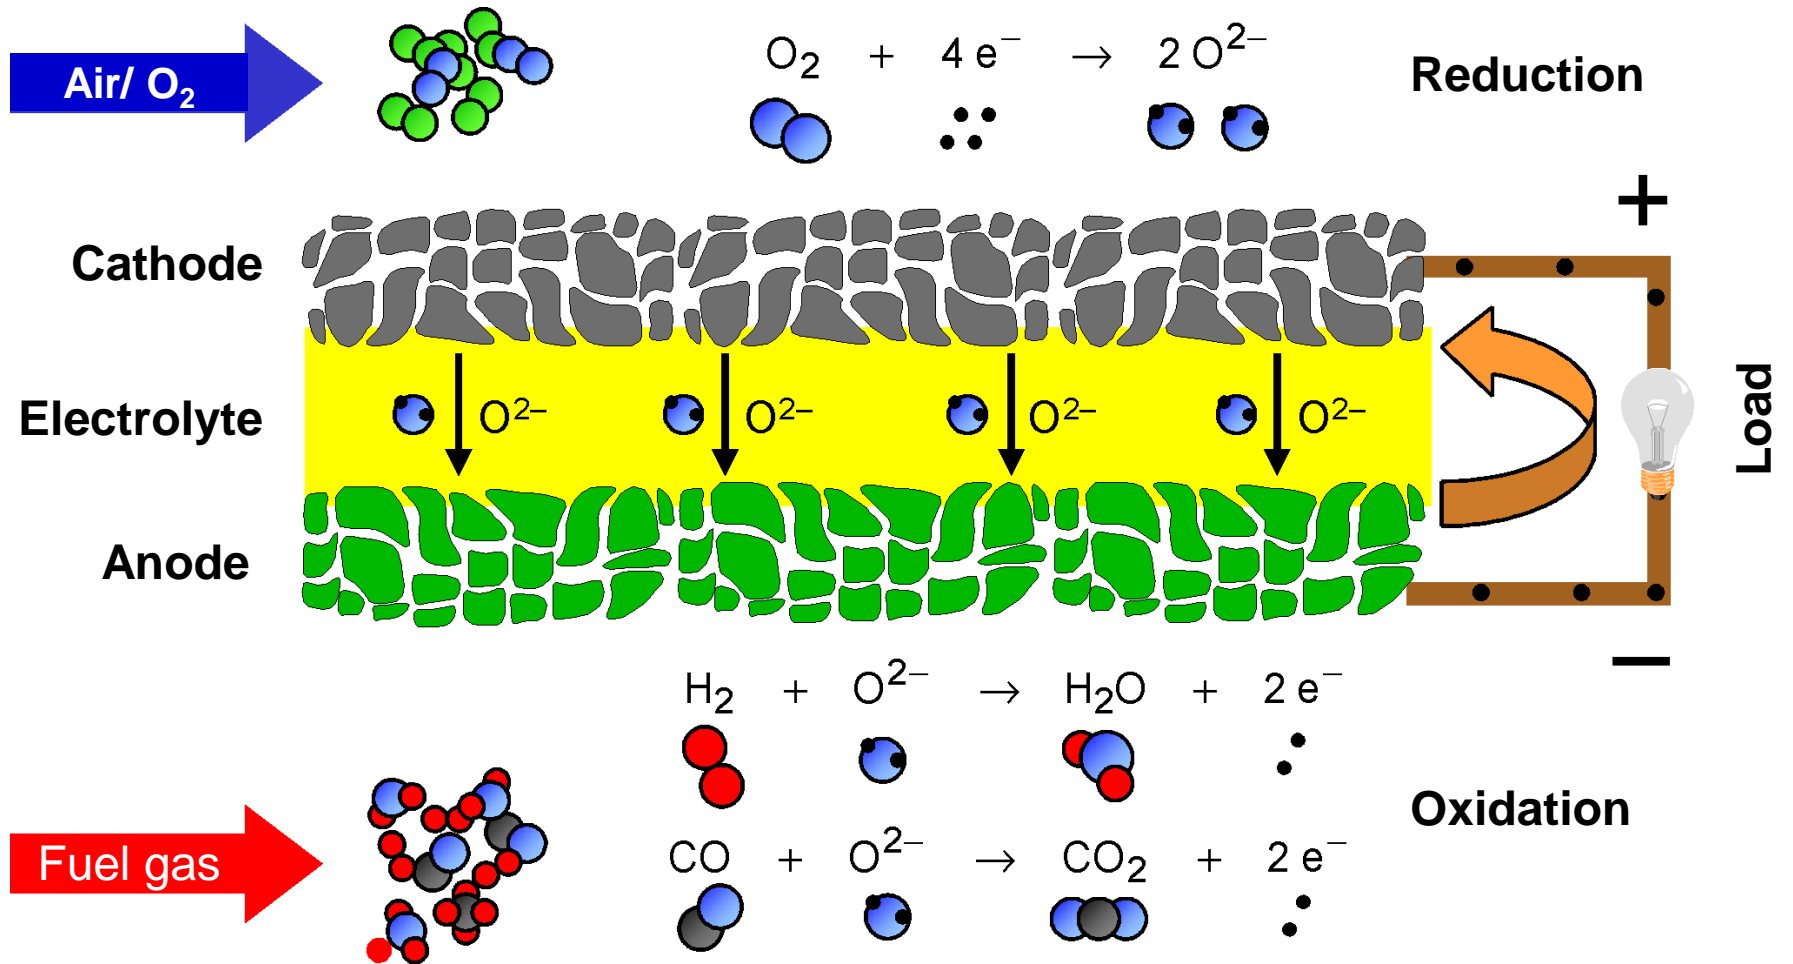 Air/ O₂
O₂ + 4 e⁻ → 2 O²⁻
Reduction
+
Cathode
Electrolyte
O²⁻ O²⁻ O²⁻ O²⁻
Load
Anode
−
H₂ + O²⁻ → H₂O + 2 e⁻
Oxidation
Fuel gas
CO + O²⁻ → CO₂ + 2 e⁻